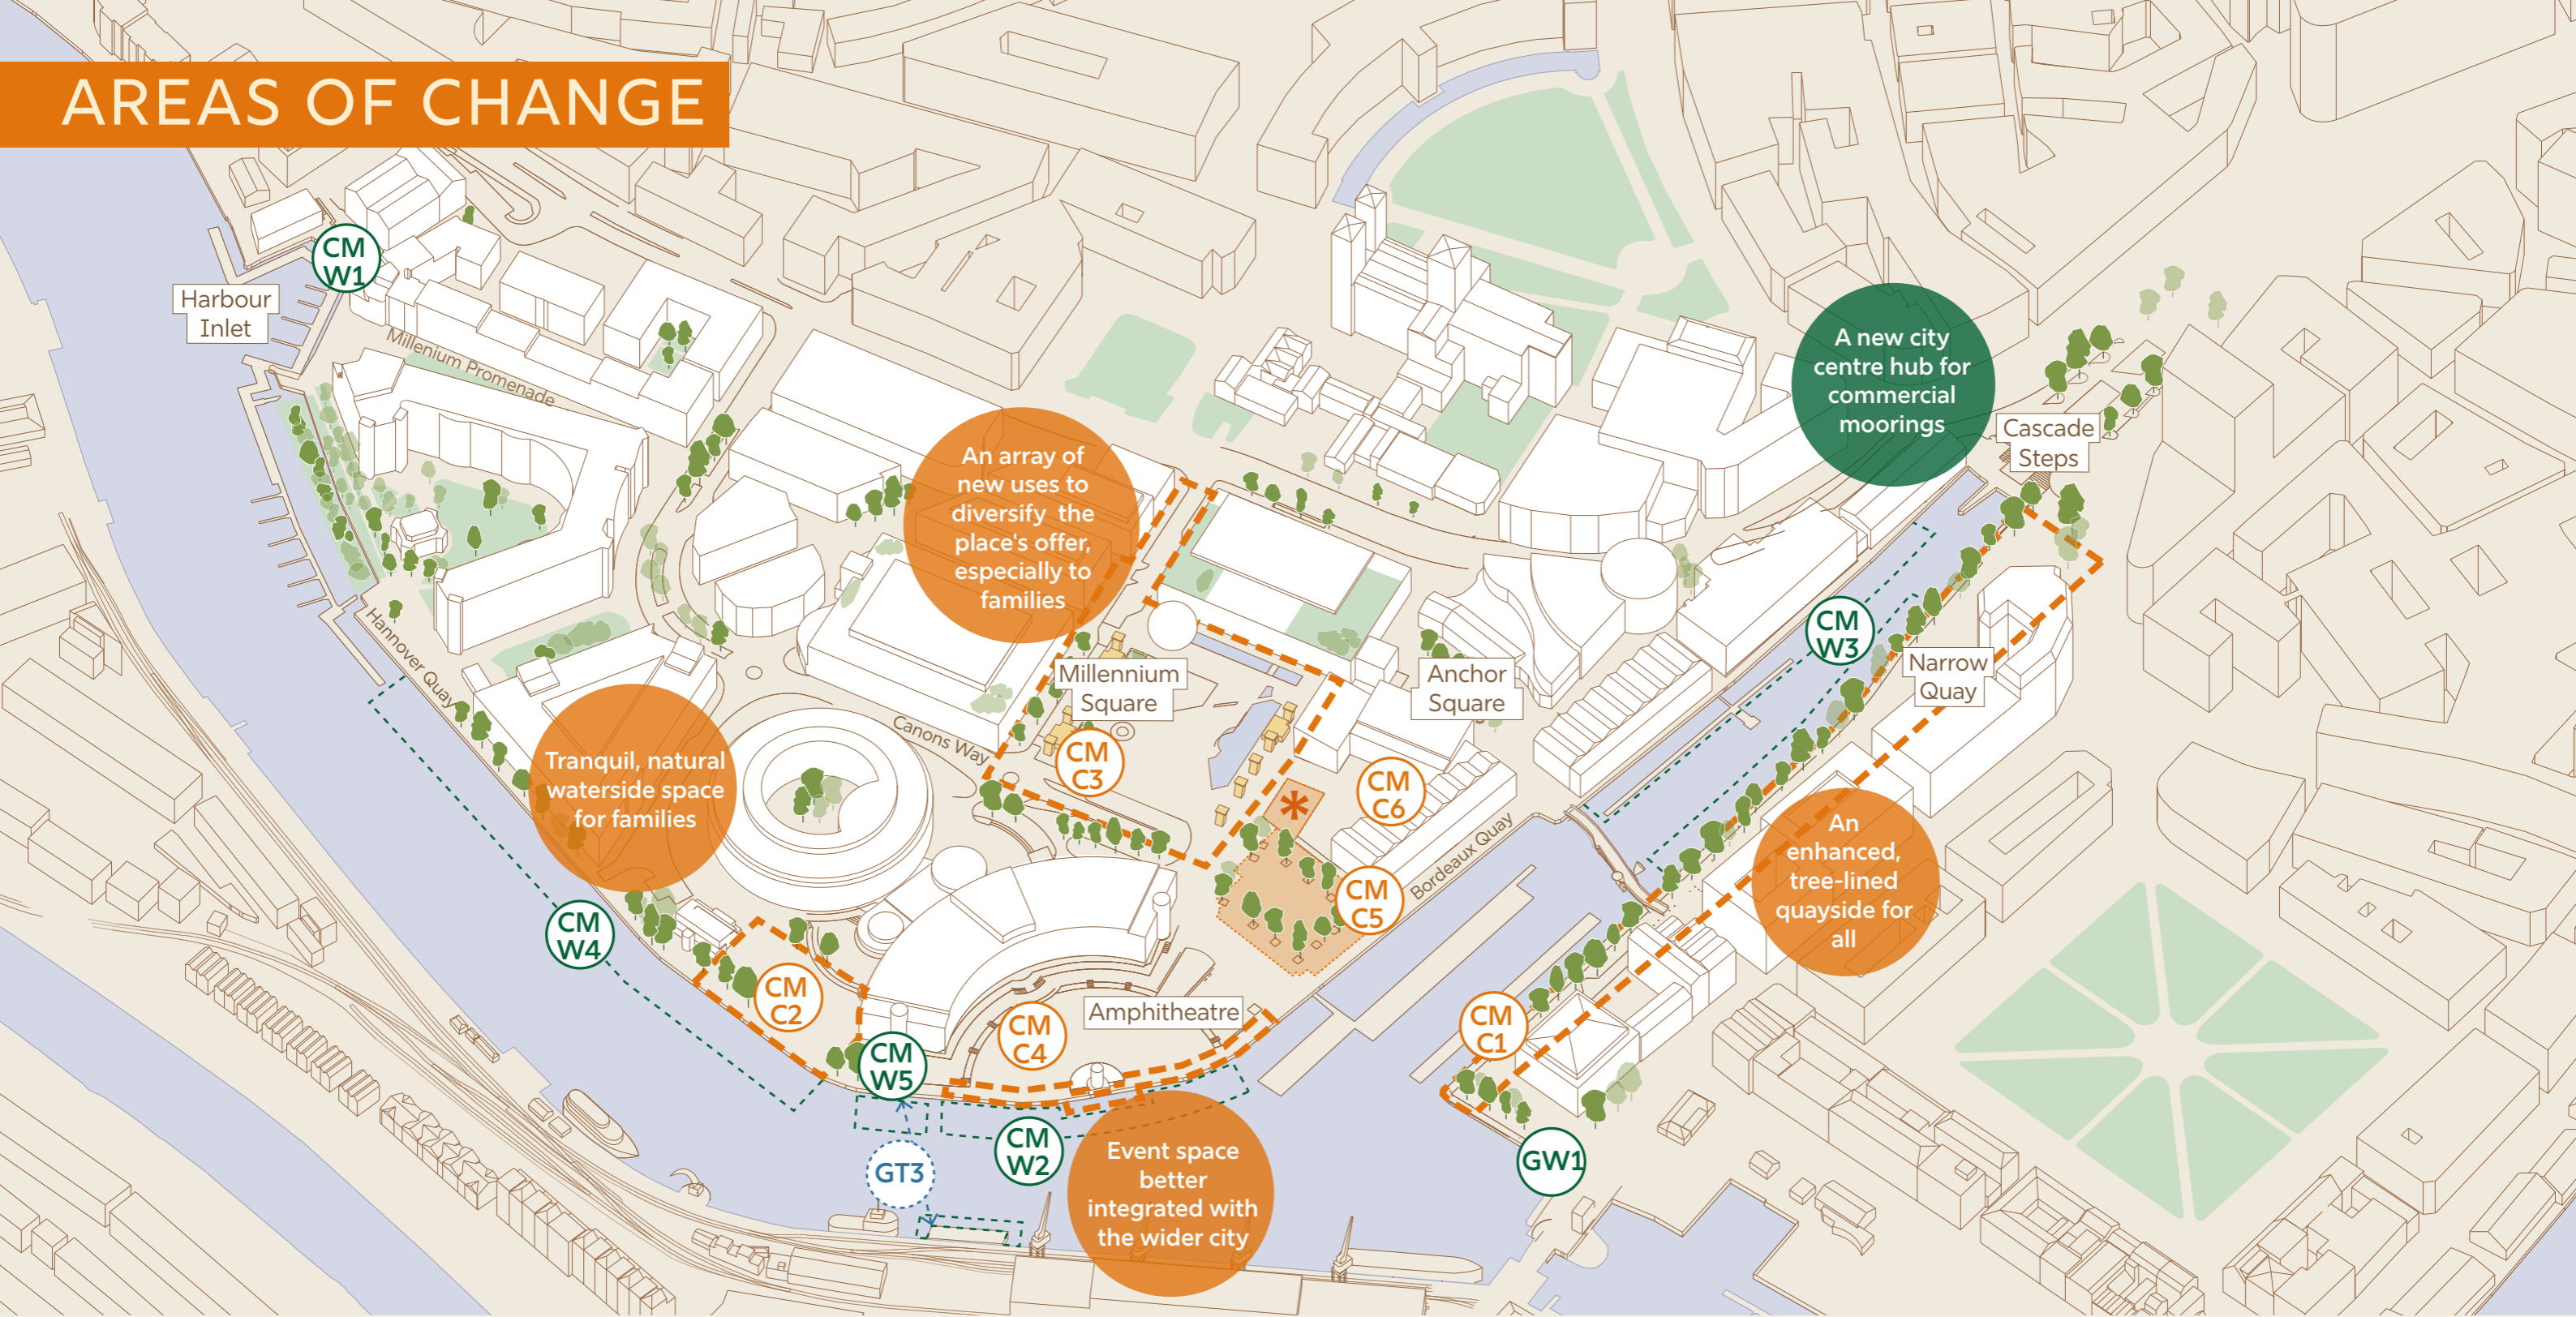 AREAS OF CHANGE
CM
W1
Harbour
Inlet
Millenium Promenade
A new city
centre hub for
commercial
moorings
Cascade
Steps
An array of
new uses to
diversify the
place's offer,
especially to
families
Hannover Quay
CM
W3
Narrow
Quay
Millennium
Square
Anchor
Square
Canons Way
CM
C3
CM
C6
Tranquil, natural
waterside space
for families
Bordeaux Quay
An
enhanced,
tree-lined
quayside for
all
CM
C5
CM
W4
CM
C2
Amphitheatre
CM
C4
CM
C1
CM
W5
CM
W2
GT3
GW1
Event space
better
integrated with
the wider city
*